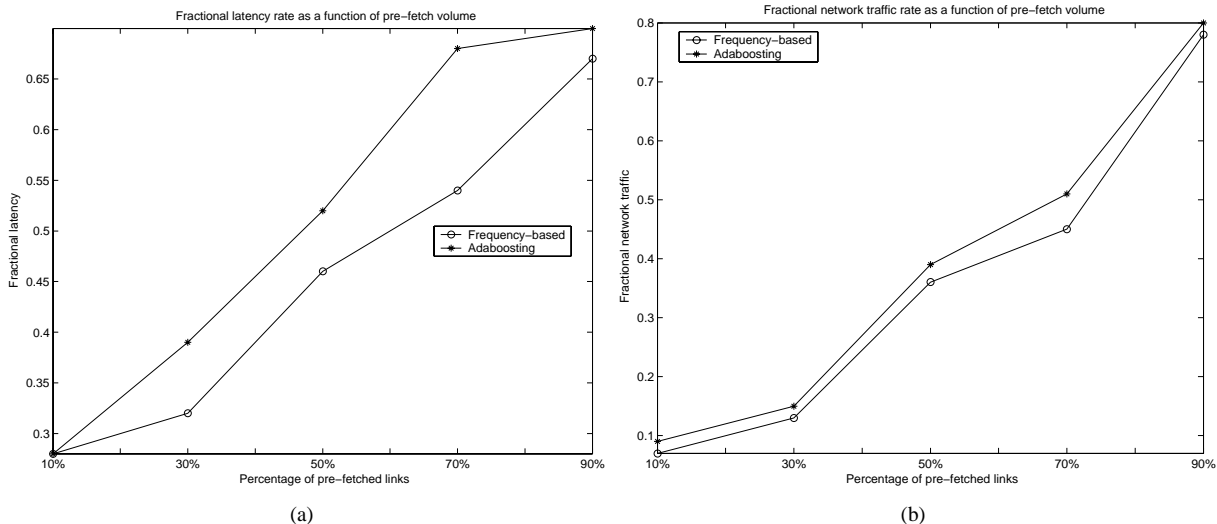 Fractional latency rate as a function of pre-fetch volume
0.65
0.6
0.55
0.5
0.45
0.4
0.35
0.3
Fractional latency
Frequency-based
Adaboosting
10%
30%
50%
70%
90%
Percentage of pre-fetched links
(a)
Fractional network traffic rate as a function of pre-fetch volume
0.8
0.7
0.6
0.5
0.4
0.3
0.2
0.1
Fractional network traffic
Frequency-based
Adaboosting
10%
30%
50%
70%
90%
Percentage of pre-fetched links
(b)